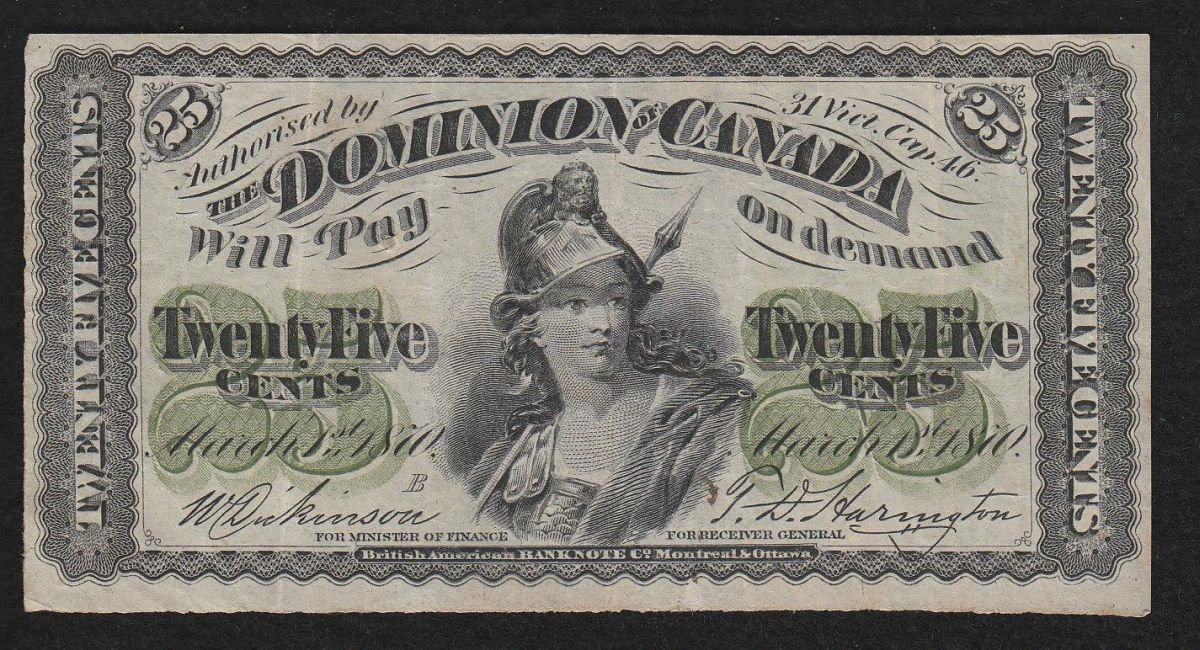 25
25
Authorised by
31 Vict. Cap. 46.
THE DOMINION OF CANADA
Will Pay on demand
Twenty Five
CENTS
Twenty Five
CENTS
25
25
March 1st 1870.
March 1st 1870.
B
W Dickinson
T. D. Harington
FOR MINISTER OF FINANCE
FOR RECEIVER GENERAL
British American BANK NOTE Co. Montreal & Ottawa
TWENTY FIVE CENTS
TWENTY FIVE CENTS